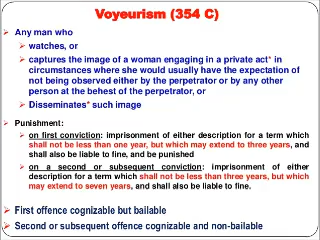 Voyeurism (354 C)
➢ Any man who
➢ watches, or
➢ captures the image of a woman engaging in a private act* in
circumstances where she would usually have the expectation of
not being observed either by the perpetrator or by any other
person at the behest of the perpetrator, or
➢ Disseminates* such image
➢ Punishment:
➢ on first conviction: imprisonment of either description for a term which
shall not be less than one year, but which may extend to three years, and
shall also be liable to fine, and be punished
➢ on a second or subsequent conviction: imprisonment of either
description for a term which shall not be less than three years, but which
may extend to seven years, and shall also be liable to fine.
➢ First offence cognizable but bailable
➢ Second or subsequent offence cognizable and non-bailable